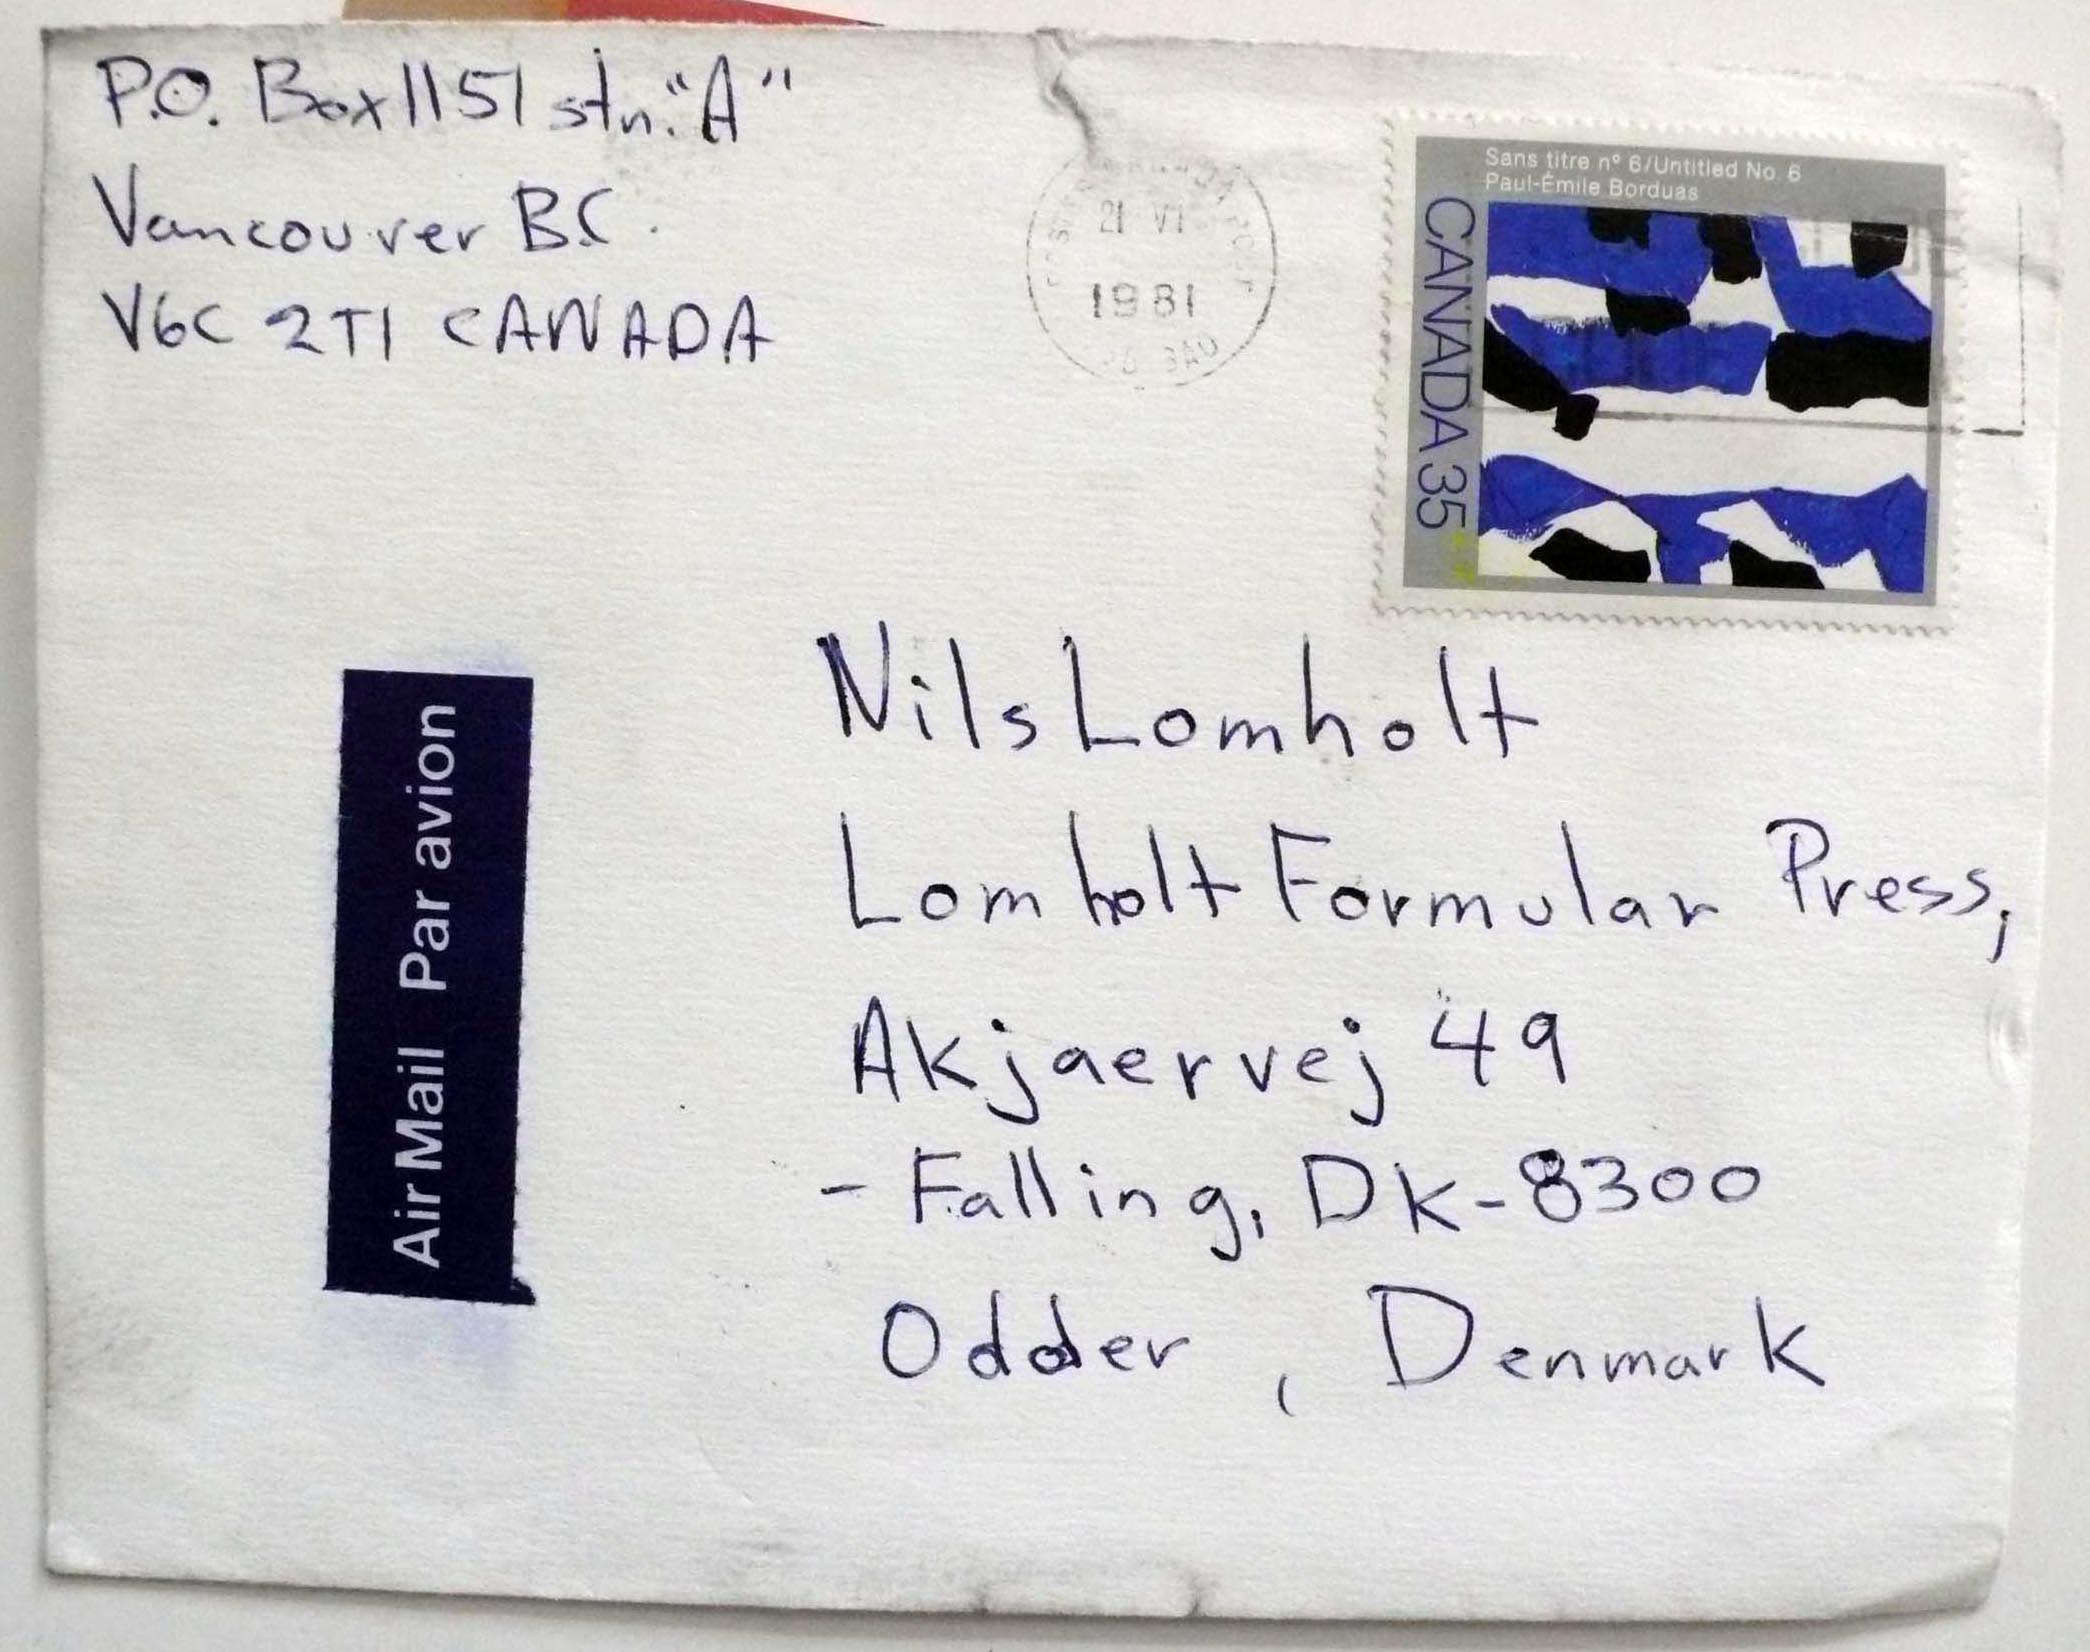 P.O. Box 1151 stn. "A"
Vancouver B.C.
V6C 2T1 CANADA
21 VI
1981
Sans titre nº 6/Untitled No. 6
Paul-Émile Borduas
CANADA 35
Air Mail Par avion
Nils Lomholt
Lomholt Formular Press,
Akjaervej 49
- Falling, DK-8300
Odder, Denmark